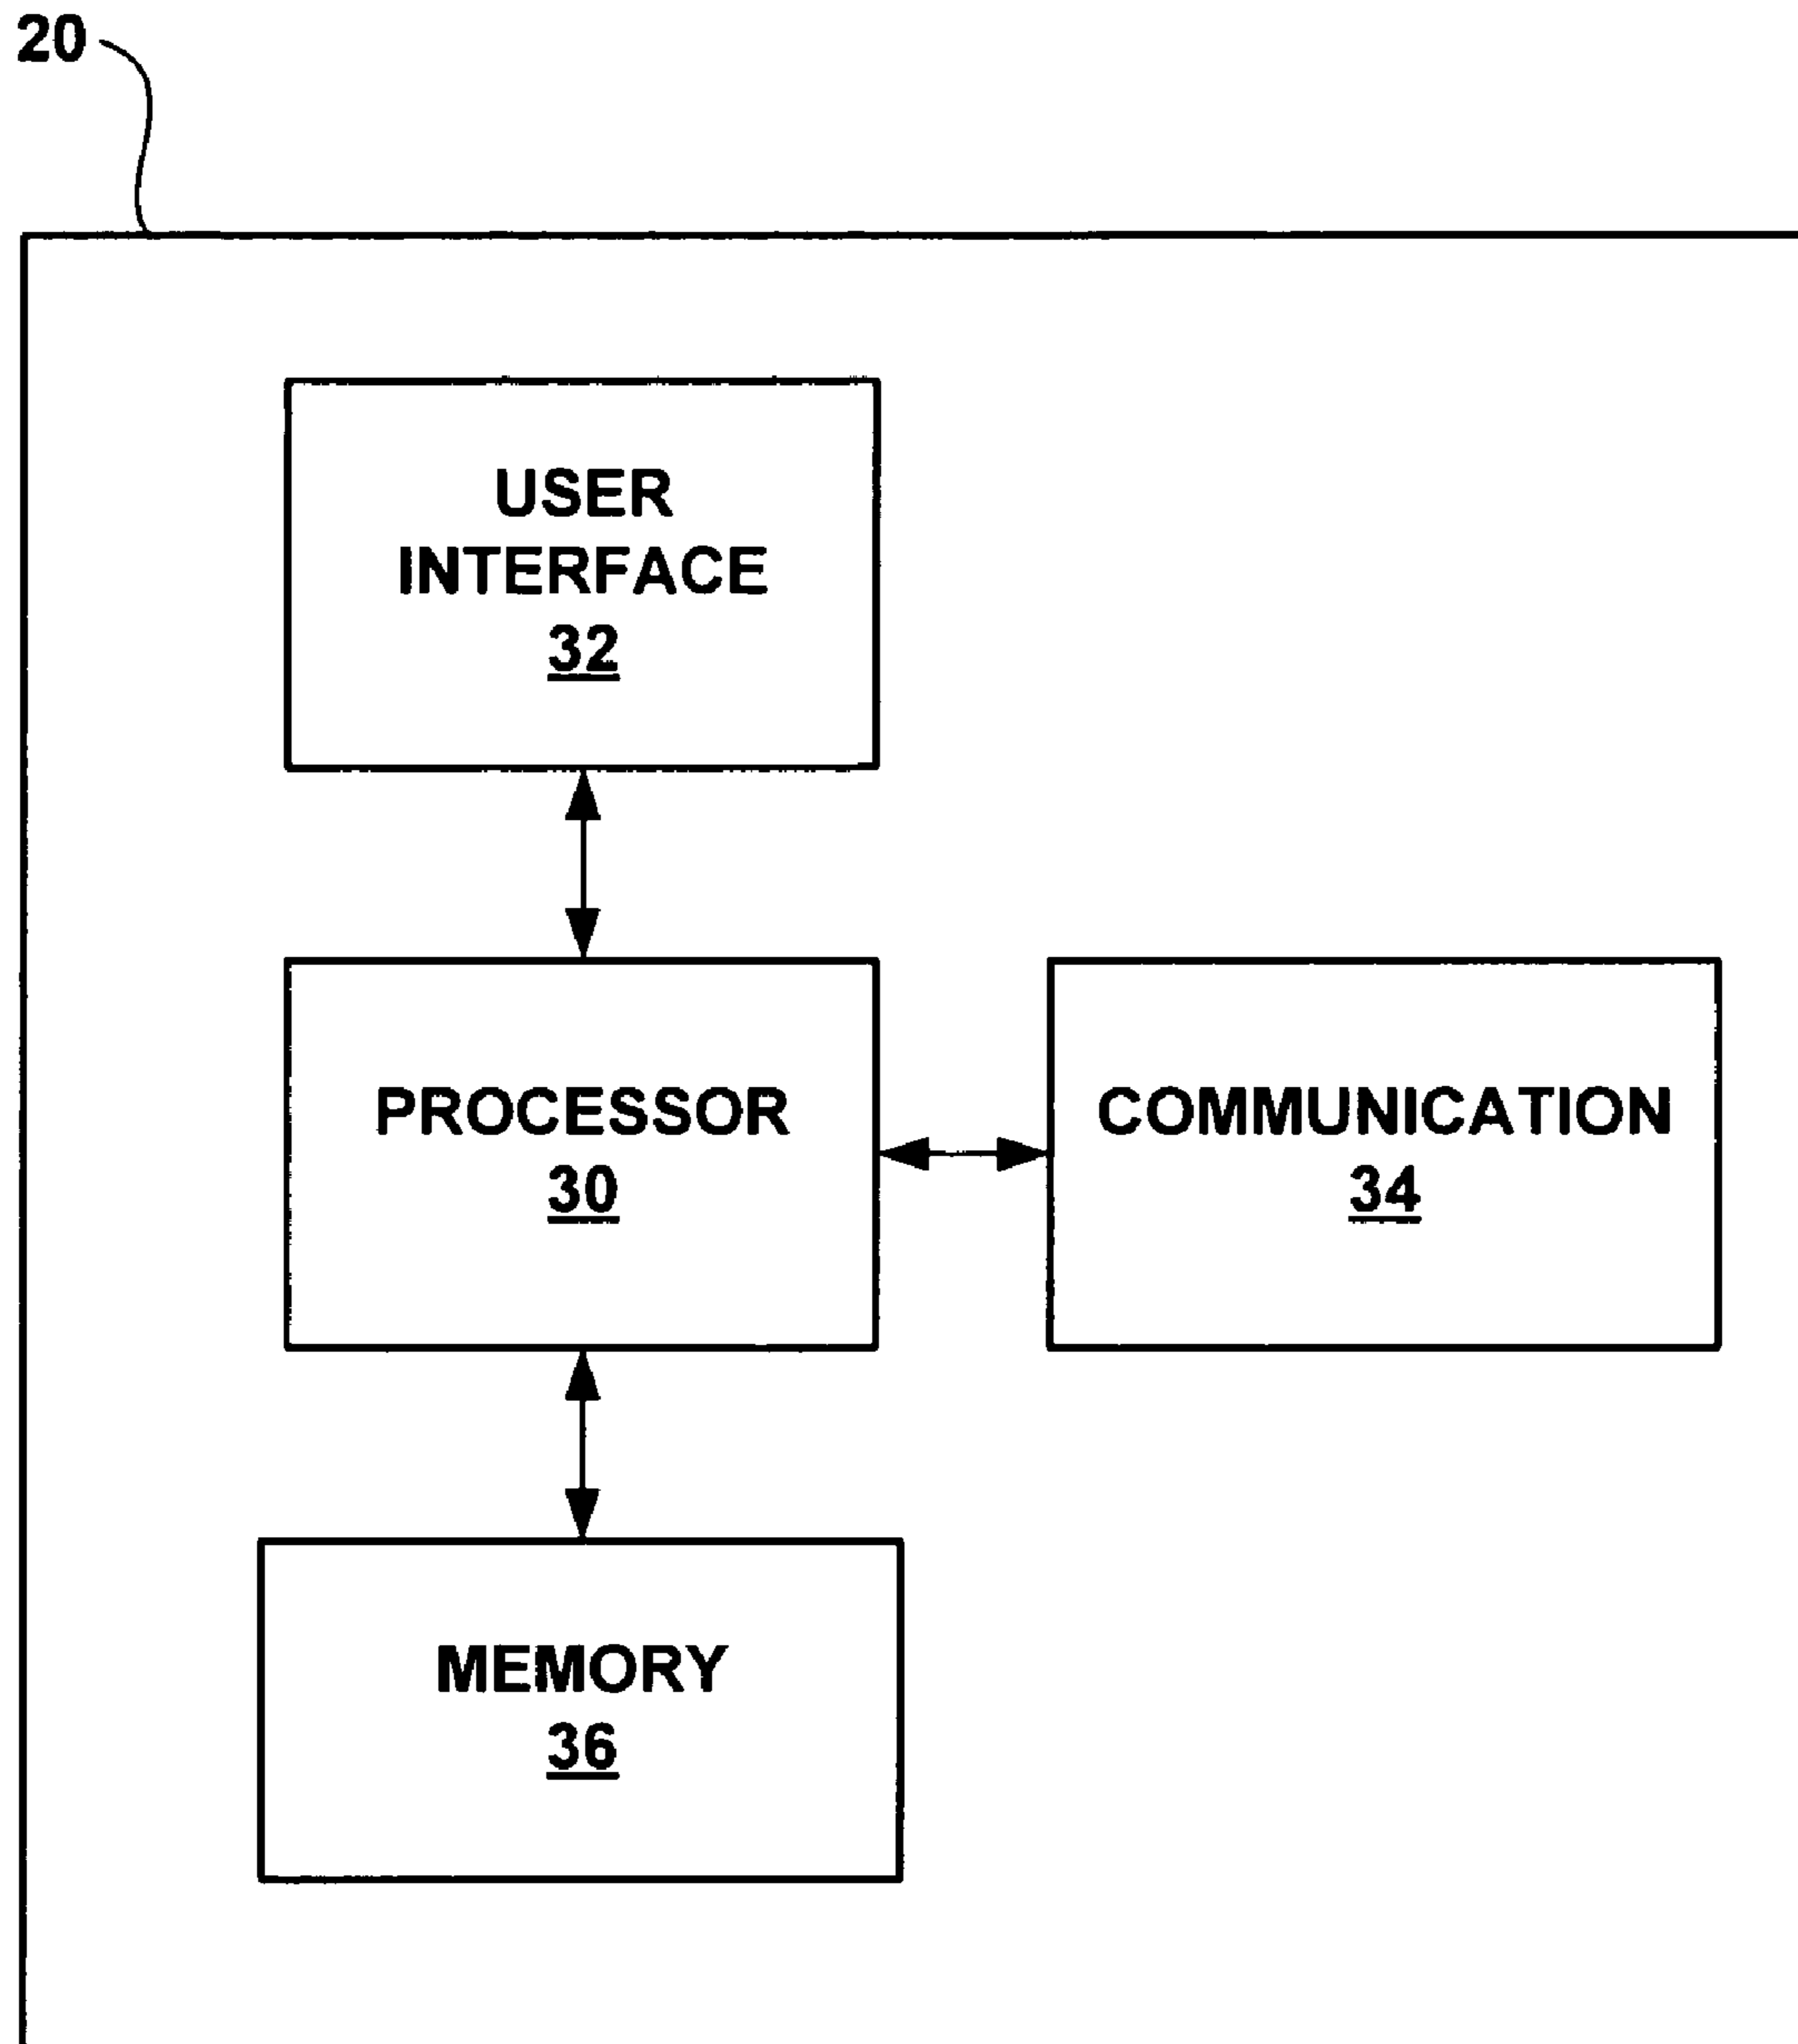 20
USER
INTERFACE
32
PROCESSOR
30
COMMUNICATION
34
MEMORY
36